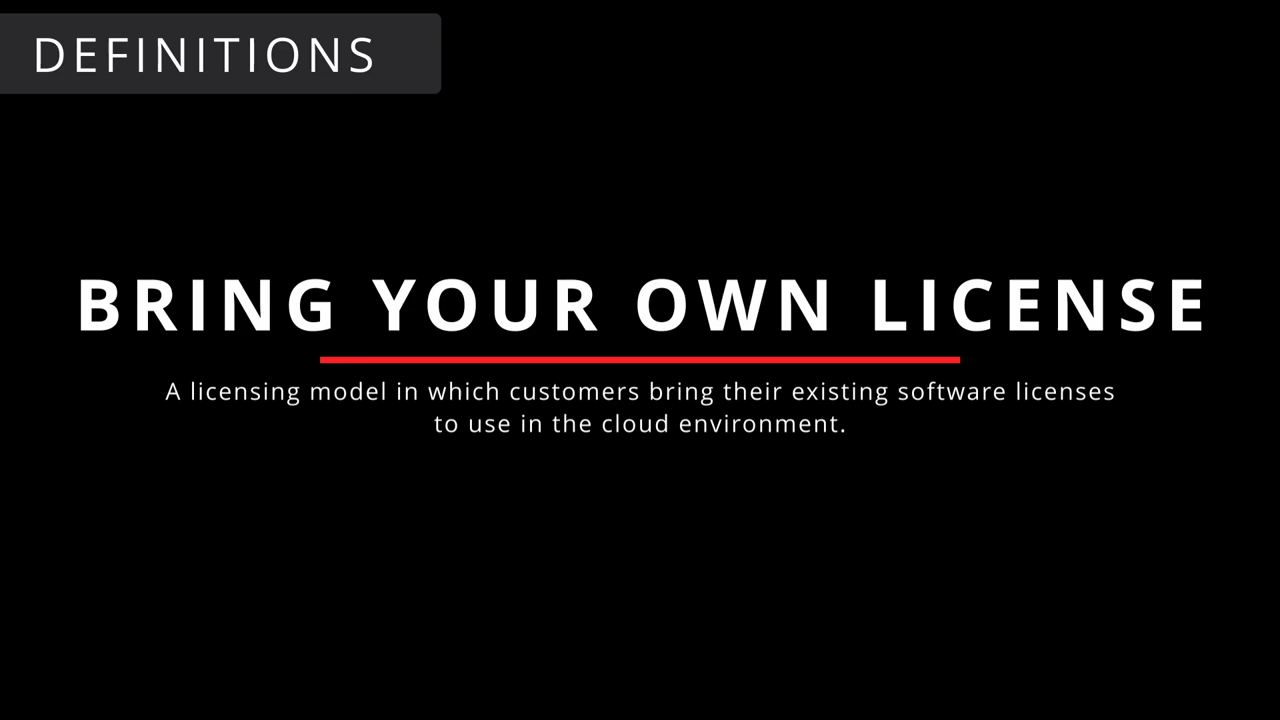 DEFINITIONS
BRING YOUR OWN LICENSE
A licensing model in which customers bring their existing software licenses
to use in the cloud environment.